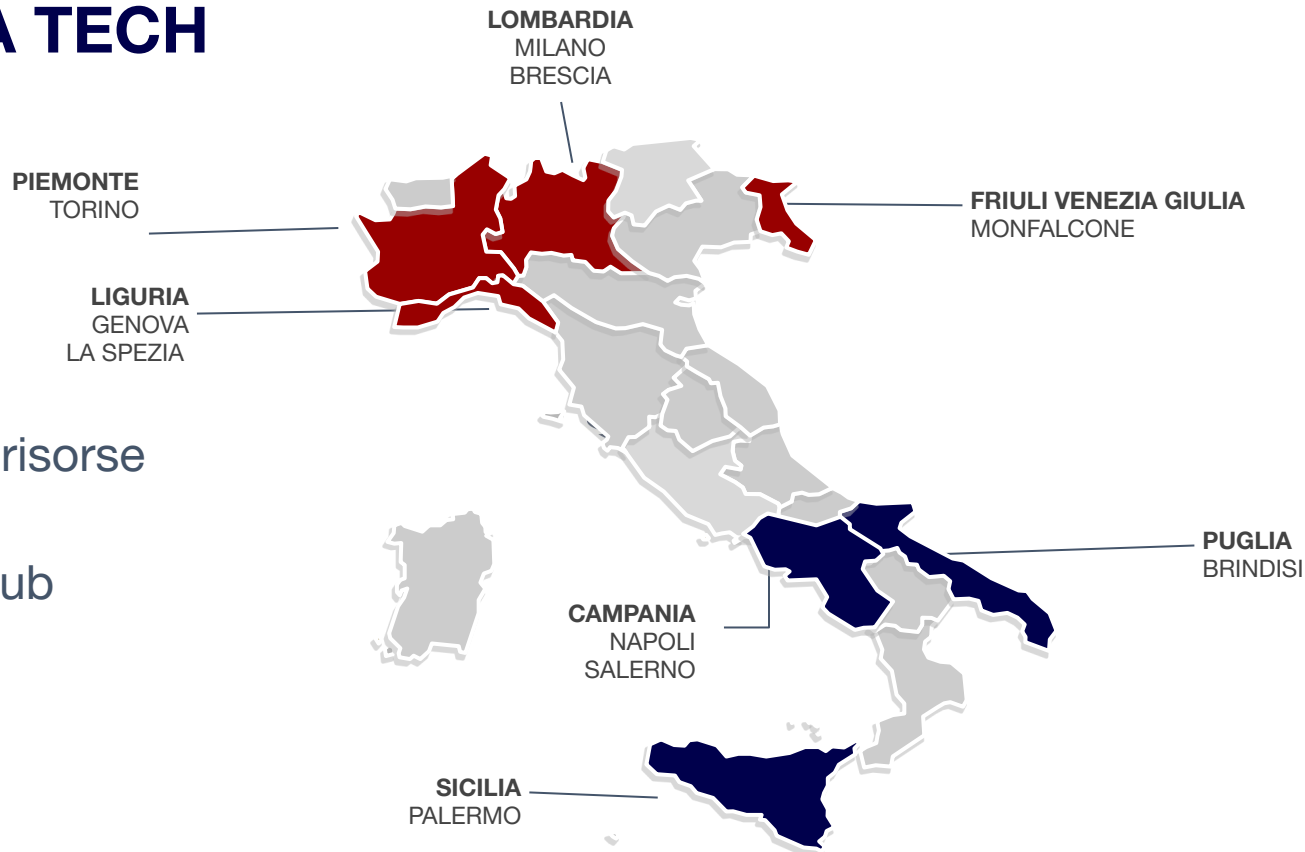 A TECH
LOMBARDIA
MILANO
BRESCIA
PIEMONTE
TORINO
FRIULI VENEZIA GIULIA
MONFALCONE
LIGURIA
GENOVA
LA SPEZIA
risorse
ub
PUGLIA
BRINDISI
CAMPANIA
NAPOLI
SALERNO
SICILIA
PALERMO